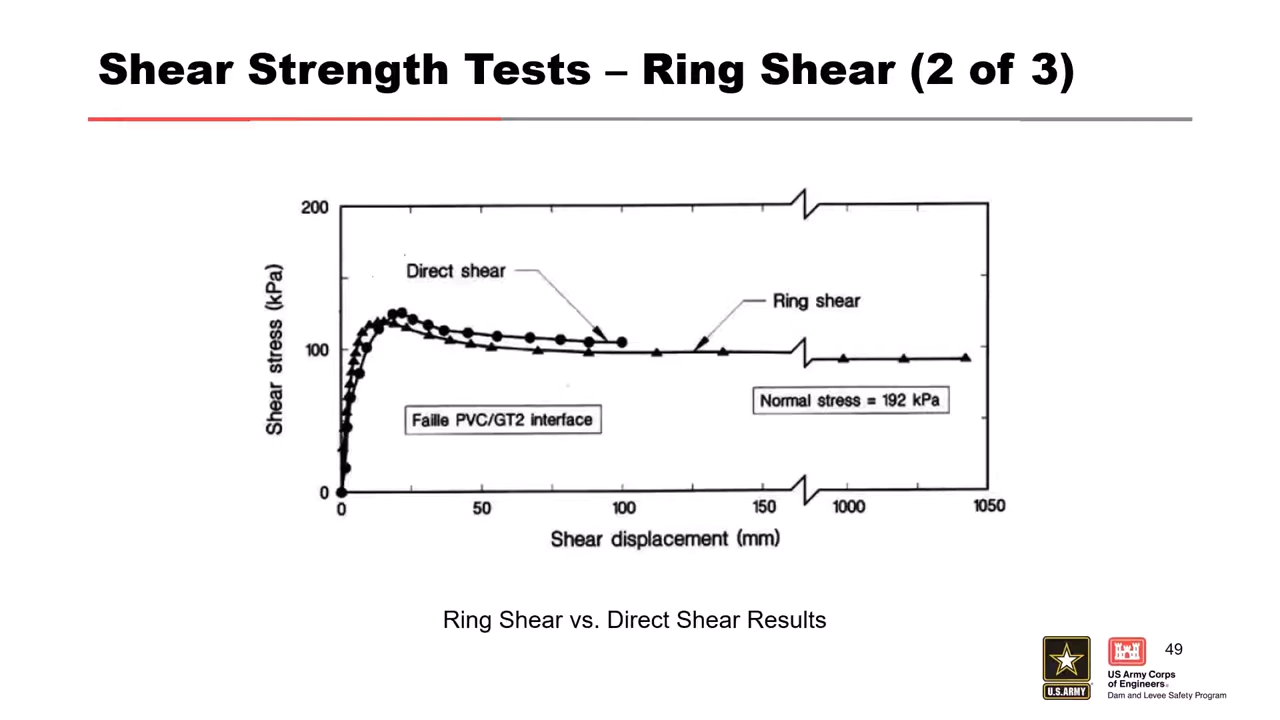 Shear Strength Tests – Ring Shear (2 of 3)
200
Direct shear
Ring shear
Shear stress (kPa)
100
Normal stress = 192 kPa
Faille PVC/GT2 interface
0
0 50 100 150 1000 1050
Shear displacement (mm)
Ring Shear vs. Direct Shear Results
49
U.S.ARMY
US Army Corps
of Engineers®
Dam and Levee Safety Program